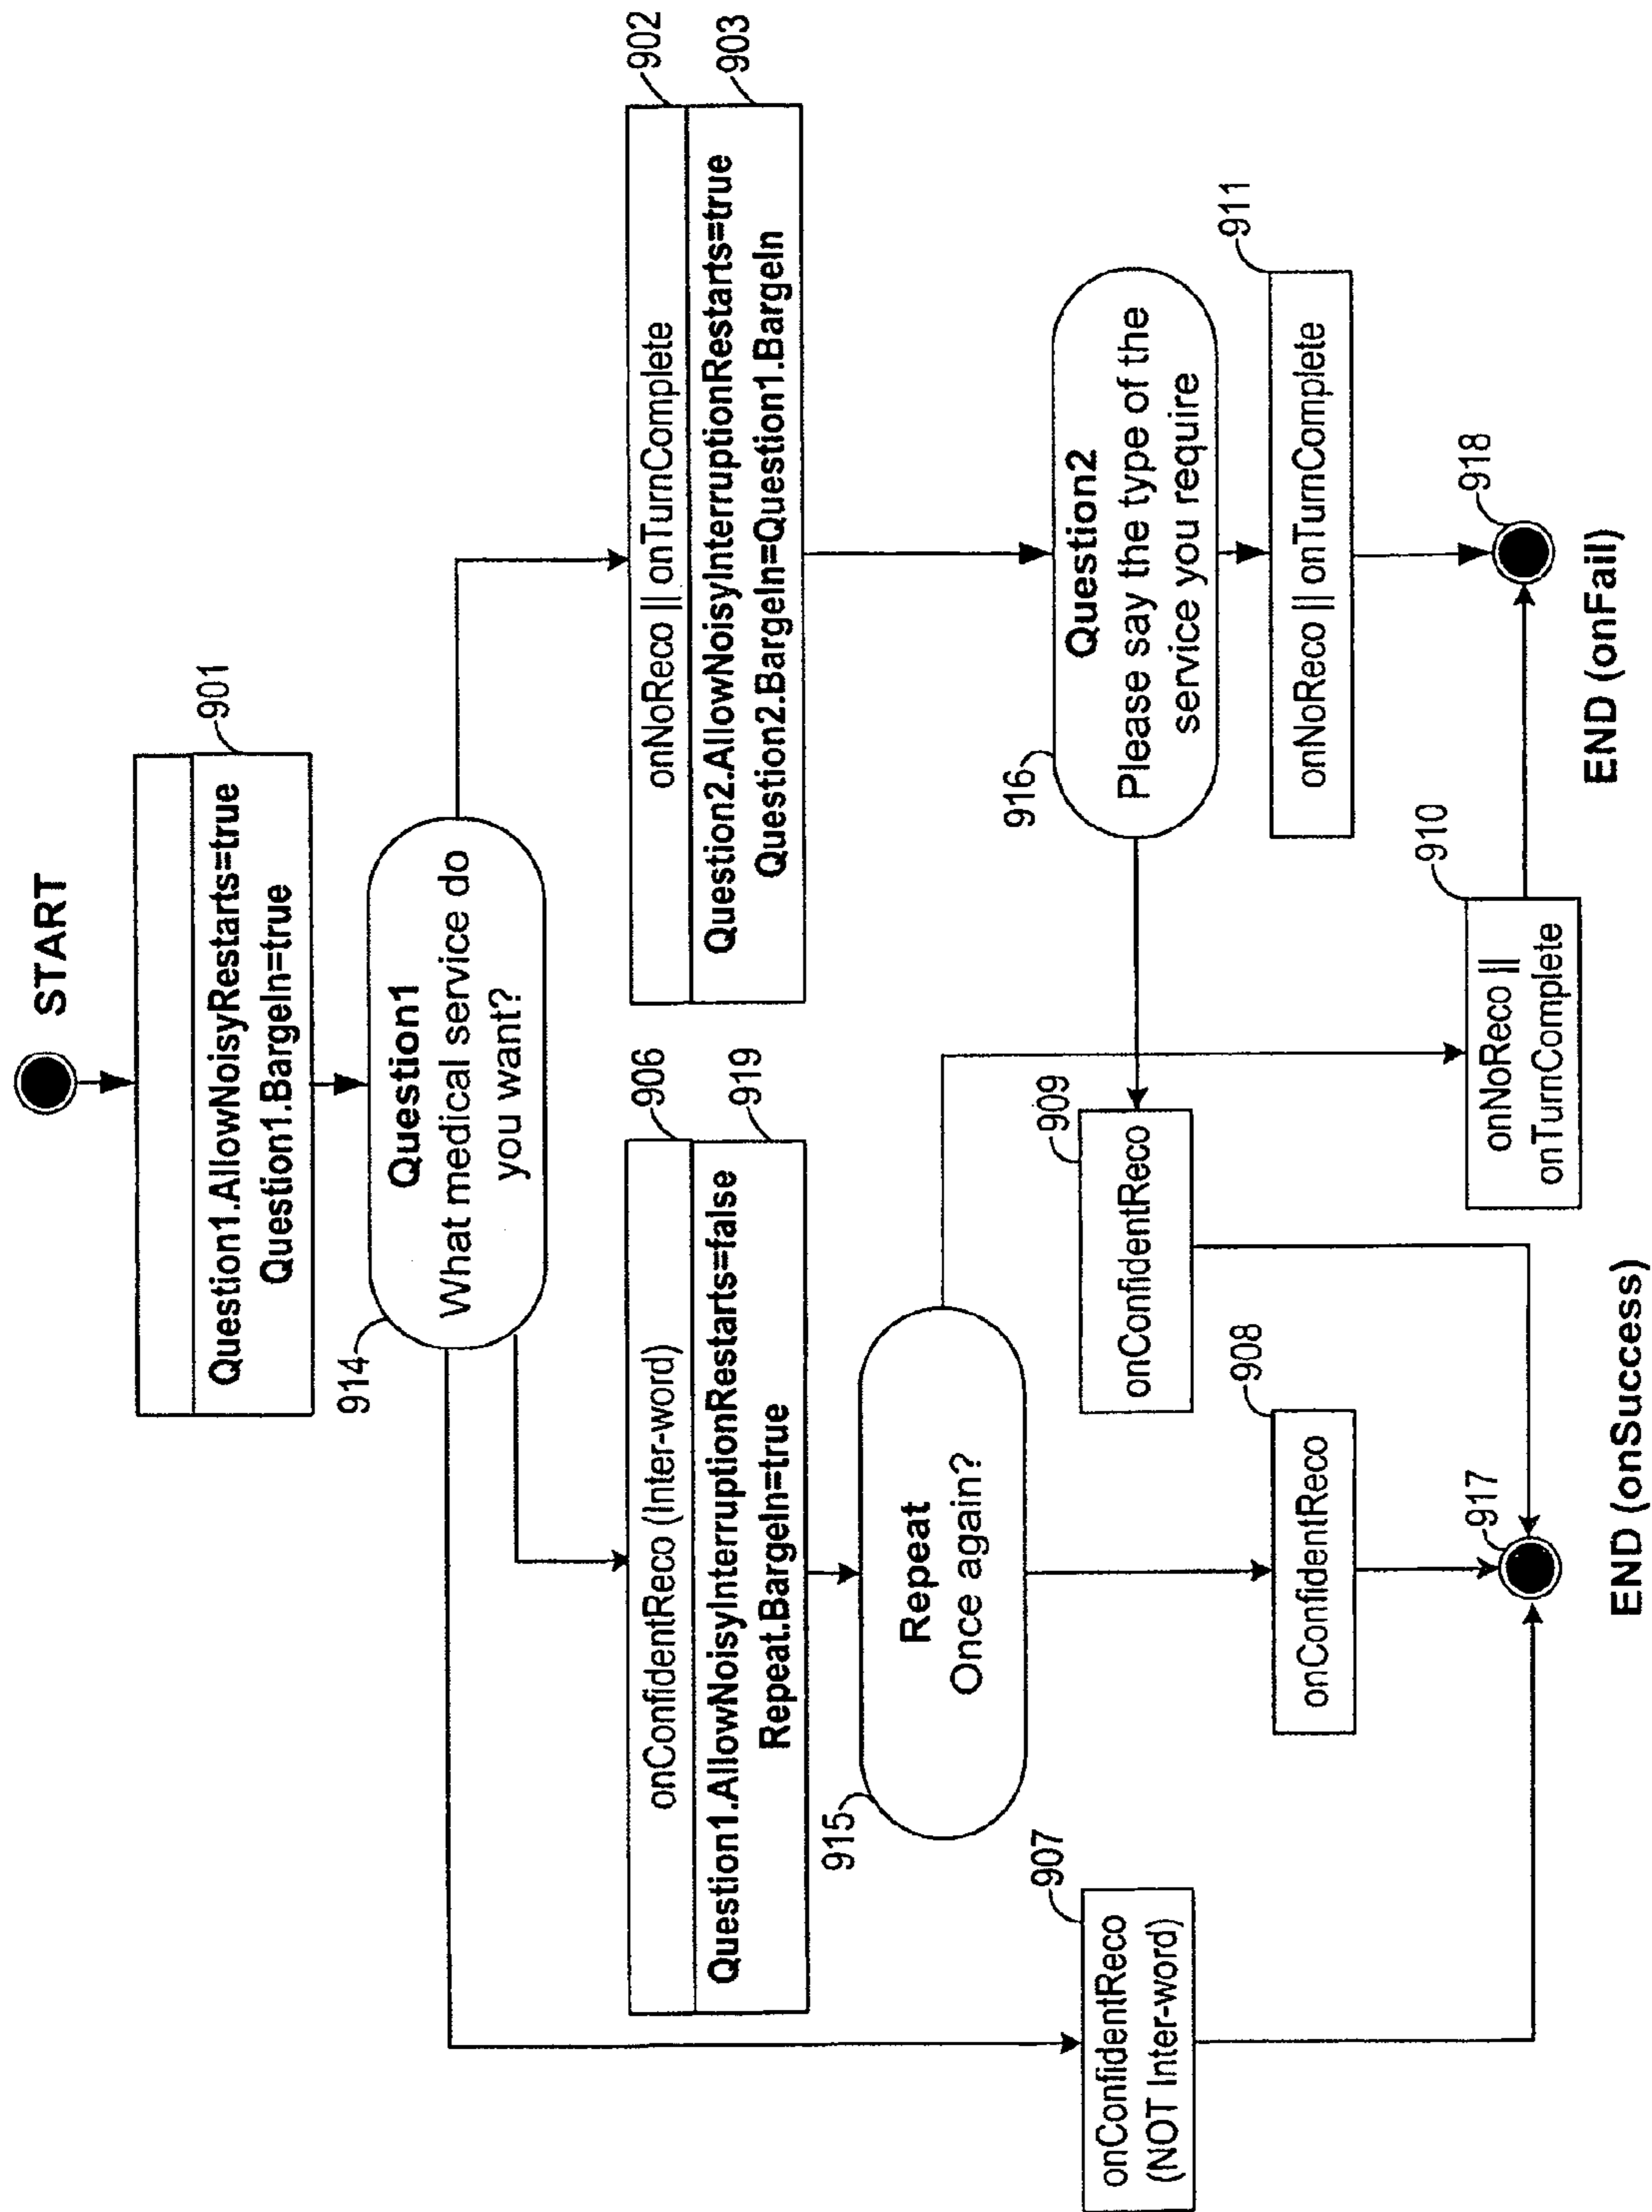 START
901
Question1.AllowNoisyRestarts=true
Question1.BargeIn=true
914
Question1
What medical service do
you want?
906
onConfidentReco (Inter-word)
919
Question1.AllowNoisyInterruptionRestarts=false
Repeat.BargeIn=true
902
onNoReco || onTurnComplete
903
Question2.AllowNoisyInterruptionRestarts=true
Question2.BargeIn=Question1.BargeIn
915
Repeat
Once again?
916
Question2
Please say the type of the
service you require
907
onConfidentReco
(NOT Inter-word)
909
onConfidentReco
908
onConfidentReco
911
onNoReco || onTurnComplete
910
onNoReco ||
onTurnComplete
917
918
END (onSuccess)
END (onFail)